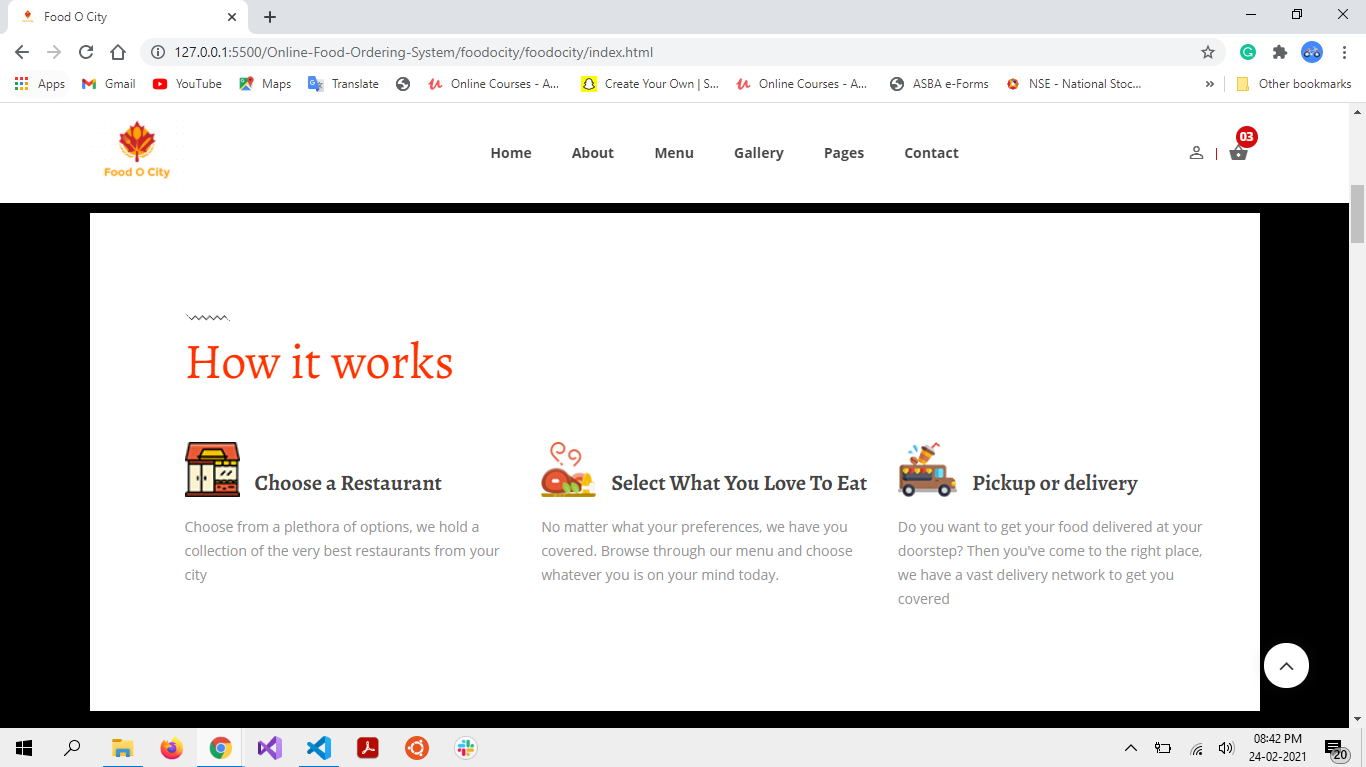 Food O City
127.0.0.1:5500/Online-Food-Ordering-System/foodocity/foodocity/index.html
Apps Gmail YouTube Maps Translate Online Courses - A... Create Your Own | S... Online Courses - A... ASBA e-Forms NSE - National Stoc... » Other bookmarks
Food O City
Home About Menu Gallery Pages Contact
03
How it works
Choose a Restaurant
Choose from a plethora of options, we hold a
collection of the very best restaurants from your
city
Select What You Love To Eat
No matter what your preferences, we have you
covered. Browse through our menu and choose
whatever you is on your mind today.
Pickup or delivery
Do you want to get your food delivered at your
doorstep? Then you've come to the right place,
we have a vast delivery network to get you
covered
08:42 PM
24-02-2021
20